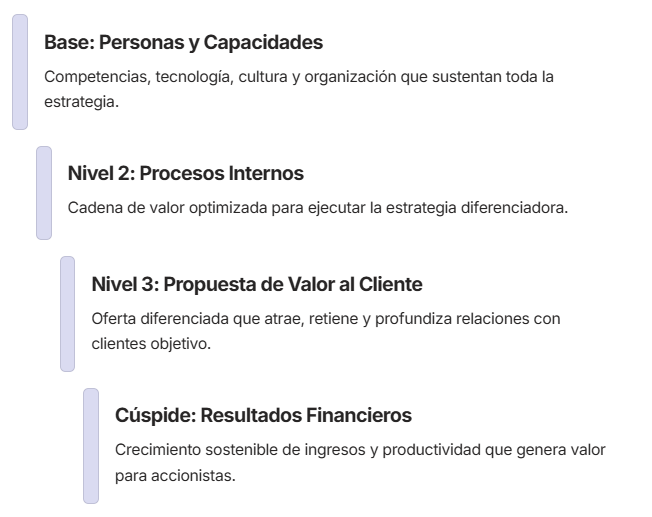 Base: Personas y Capacidades
Competencias, tecnología, cultura y organización que sustentan toda la
estrategia.
Nivel 2: Procesos Internos
Cadena de valor optimizada para ejecutar la estrategia diferenciadora.
Nivel 3: Propuesta de Valor al Cliente
Oferta diferenciada que atrae, retiene y profundiza relaciones con
clientes objetivo.
Cúspide: Resultados Financieros
Crecimiento sostenible de ingresos y productividad que genera valor
para accionistas.